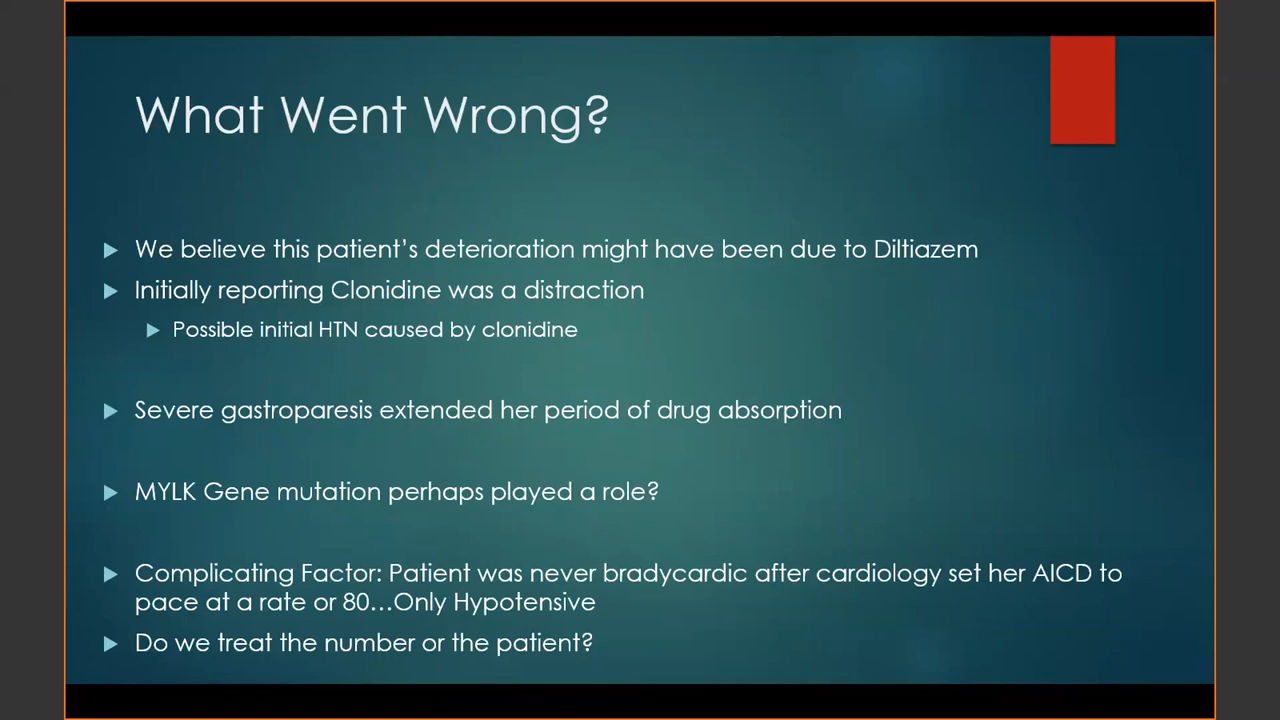 What Went Wrong?
We believe this patient’s deterioration might have been due to Diltiazem
Initially reporting Clonidine was a distraction
Possible initial HTN caused by clonidine
Severe gastroparesis extended her period of drug absorption
MYLK Gene mutation perhaps played a role?
Complicating Factor: Patient was never bradycardic after cardiology set her AICD to
pace at a rate or 80…Only Hypotensive
Do we treat the number or the patient?